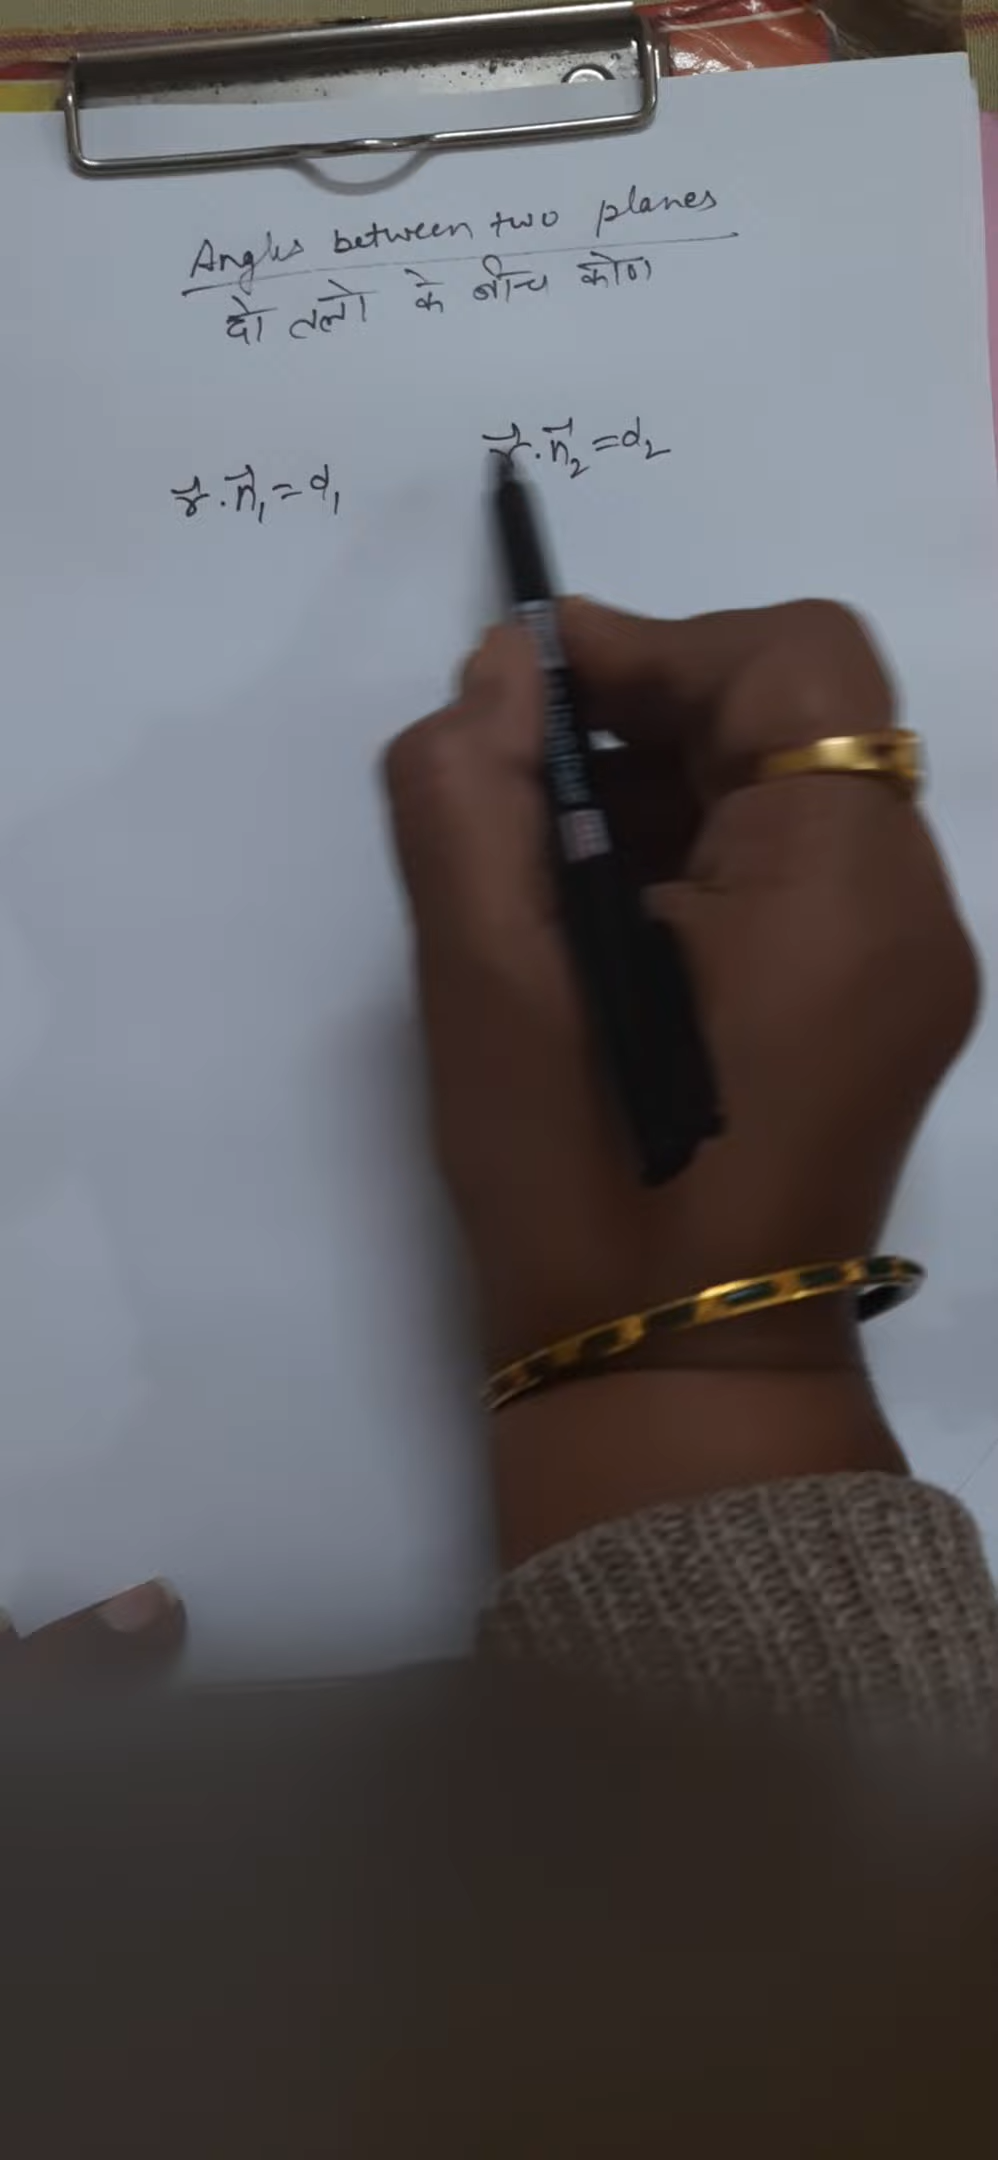 Angles between two planes
दो तलो के बीच कोण
r⃗ . n⃗₁ = d₁
r⃗ . n⃗₂ = d₂